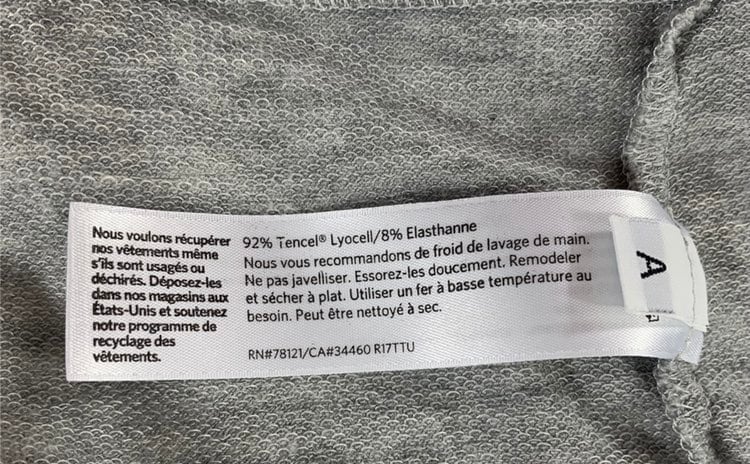 Nous voulons récupérer
nos vêtements même
s'ils sont usagés ou
déchirés. Déposez-les
dans nos magasins aux
États-Unis et soutenez
notre programme de
recyclage des
vêtements.
92% Tencel® Lyocell/8% Elasthanne
Nous vous recommandons de froid de lavage de main.
Ne pas javelliser. Essorez-les doucement. Remodeler
et sécher à plat. Utiliser un fer à basse température au
besoin. Peut être nettoyé à sec.
RN#78121/CA#34460 R17TTU
A